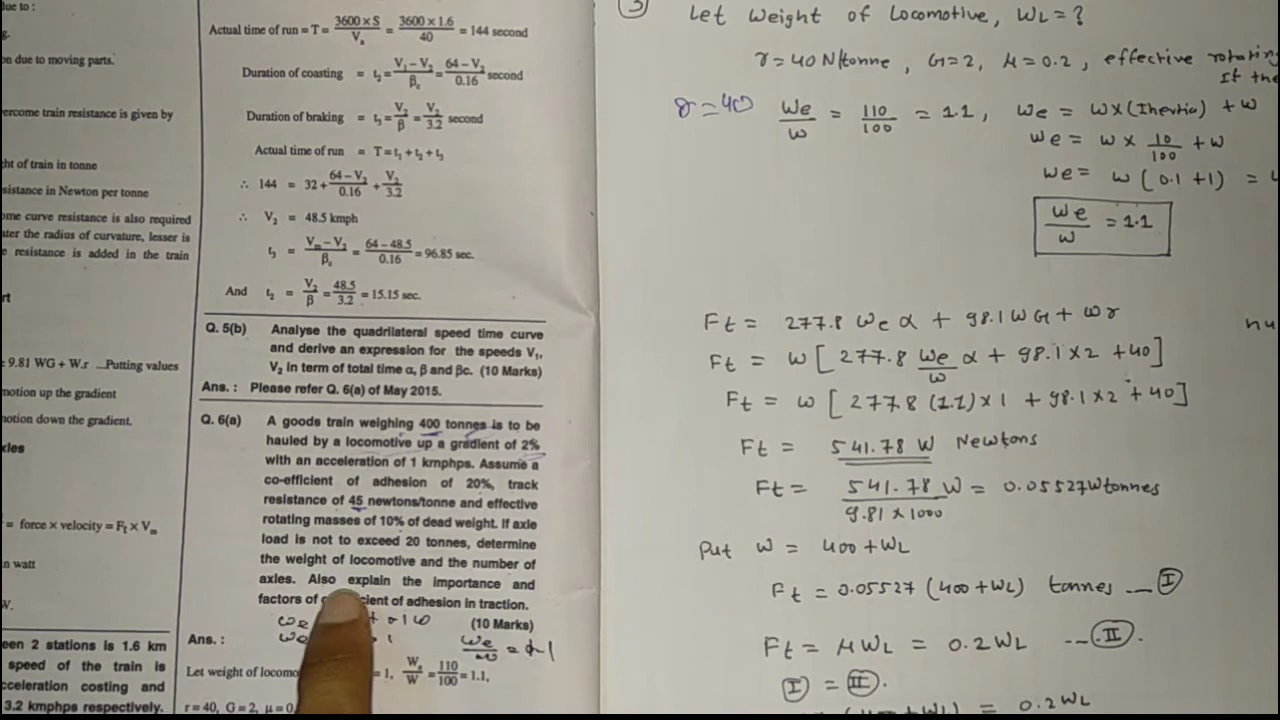 due to :
g.
on due to moving parts.
ercome train resistance is given by
ht of train in tonne
sistance in Newton per tonne
ome curve resistance is also required
ater the radius of curvature, lesser is
e resistance is added in the train
rt
= 9.81 WG + W.r ...Putting values
motion up the gradient
notion down the gradient.
xles
= force × velocity = Fₜ × Vₘ
n watt
W.
een 2 stations is 1.6 km
speed of the train is
cceleration costing and
3.2 kmphps respectively.
Actual time of run = T = 3600 × S / Vₐ = 3600 × 1.6 / 40 = 144 second
Duration of coasting = t₂ = V₁ – V₂ / β꜀ = 64 – V₂ / 0.16 second
Duration of braking = t₃ = V₂ / β = V₂ / 3.2 second
Actual time of run = T = t₁ + t₂ + t₃
∴ 144 = 32 + 64 – V₂ / 0.16 + V₂ / 3.2
∴ V₂ = 48.5 kmph
t₃ = Vₘ – V₂ / β꜀ = 64 – 48.5 / 0.16 = 96.85 sec.
And t₂ = V₂ / β = 48.5 / 3.2 = 15.15 sec.
Q. 5(b) Analyse the quadrilateral speed time curve
and derive an expression for the speeds V₁,
V₂ in term of total time α, β and βc. (10 Marks)
Ans. : Please refer Q. 6(a) of May 2015.
Q. 6(a) A goods train weighing 400 tonnes is to be
hauled by a locomotive up a gradient of 2%
with an acceleration of 1 kmphps. Assume a
co-efficient of adhesion of 20%, track
resistance of 45 newtons/tonne and effective
rotating masses of 10% of dead weight. If axle
load is not to exceed 20 tonnes, determine
the weight of locomotive and the number of
axles. Also explain the importance and
factors of cient of adhesion in traction.
(10 Marks)
Ans. :
we/w =
Let weight of locomo = 1, Wₑ/W = 110/100 = 1.1,
r = 40, G = 2, μ = 0.
③ Let Weight of Locomotive, WL = ?
r = 40 N/tonne, G = 2, μ = 0.2, effective rotating
If the
r = 40 We/w = 110/100 = 1.1, We = w × (Inertia) + w
We = w × 10/100 + w
We = w (0.1 + 1) =
We/w = 1.1
Ft = 277.8 We α + 98.1 W G + W r
Ft = W [ 277.8 We/w α + 98.1 × 2 + 40 ]
Ft = W [ 277.8 (1.1) × 1 + 98.1 × 2 + 40 ]
Ft = 541.78 W Newtons
Ft = 541.78 W / 9.81 × 1000 = 0.05527 W tonnes
Put W = 400 + WL
Ft = 0.05527 (400 + WL) tonnes — Ⓘ
Ft = μ WL = 0.2 WL --- Ⅱ.
Ⓘ = Ⅱ.
(400 + WL) = 0.2 WL